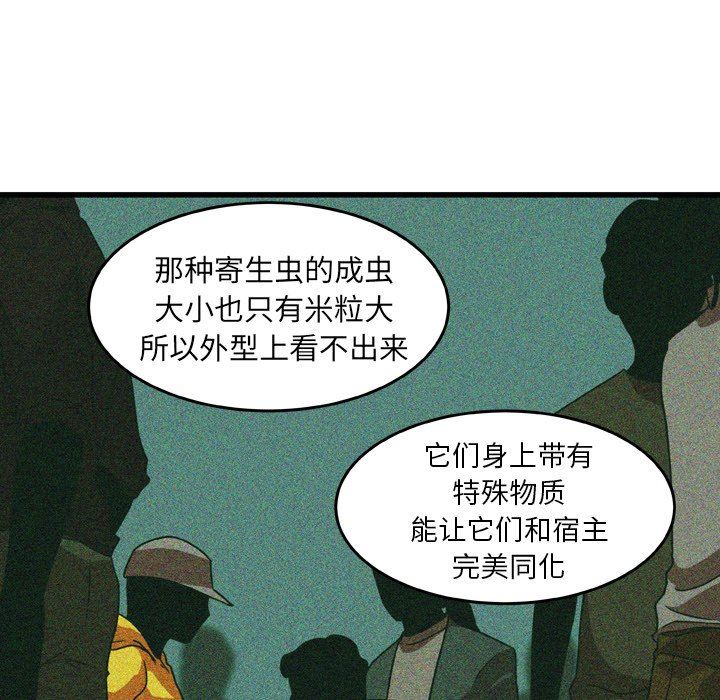 那种寄生虫的成虫
大小也只有米粒大
所以外型上看不出来
它们身上带有
特殊物质
能让它们和宿主
完美同化